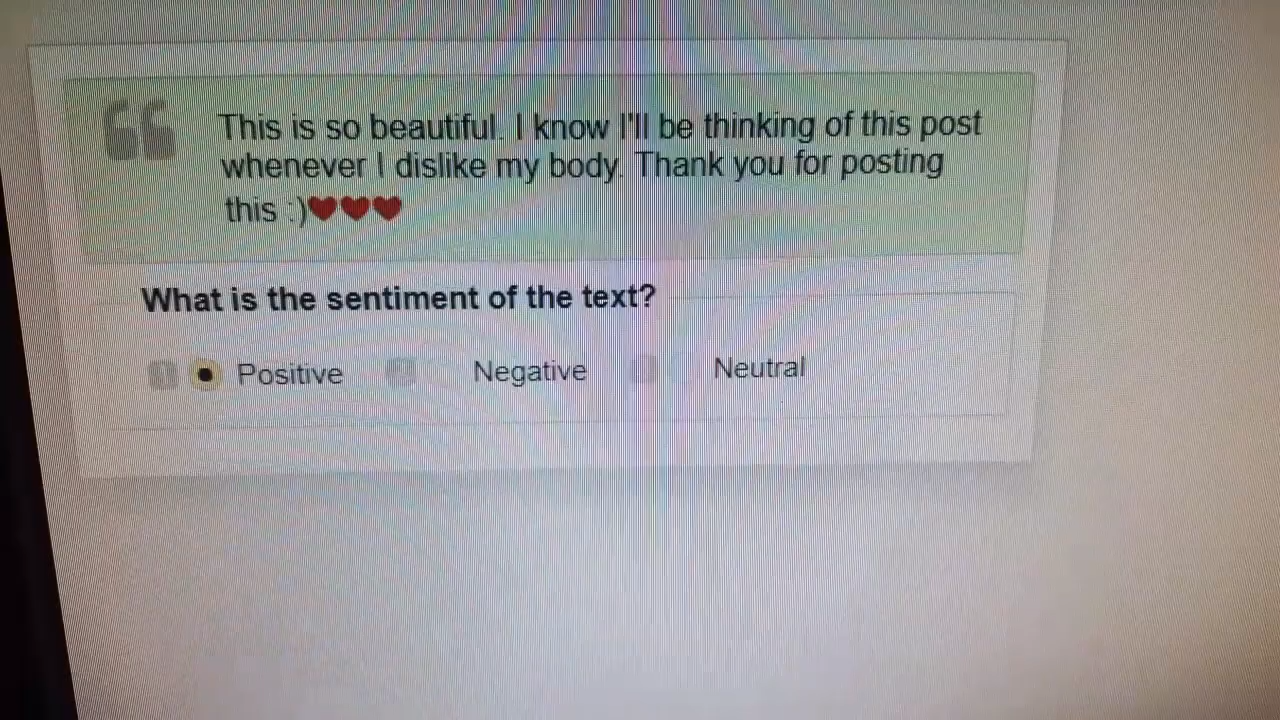 This is so beautiful. I know I'll be thinking of this post
whenever I dislike my body. Thank you for posting
this :)❤❤❤
What is the sentiment of the text?
Positive Negative Neutral